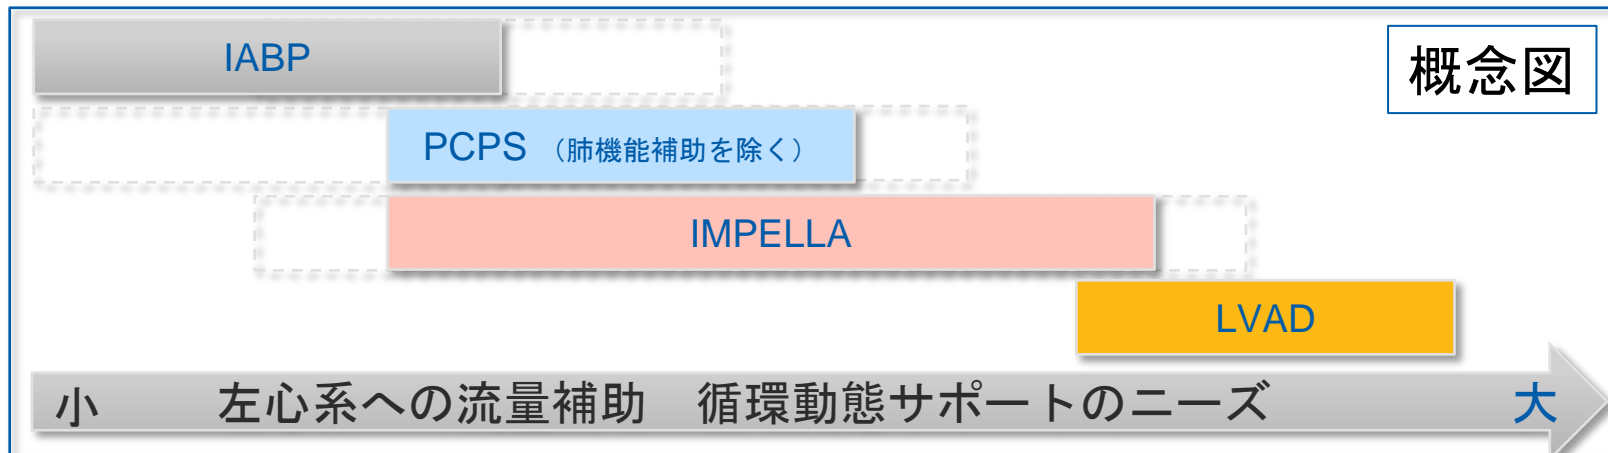 IABP
概念図
PCPS （肺機能補助を除く）
IMPELLA
LVAD
小 左心系への流量補助 循環動態サポートのニーズ 大